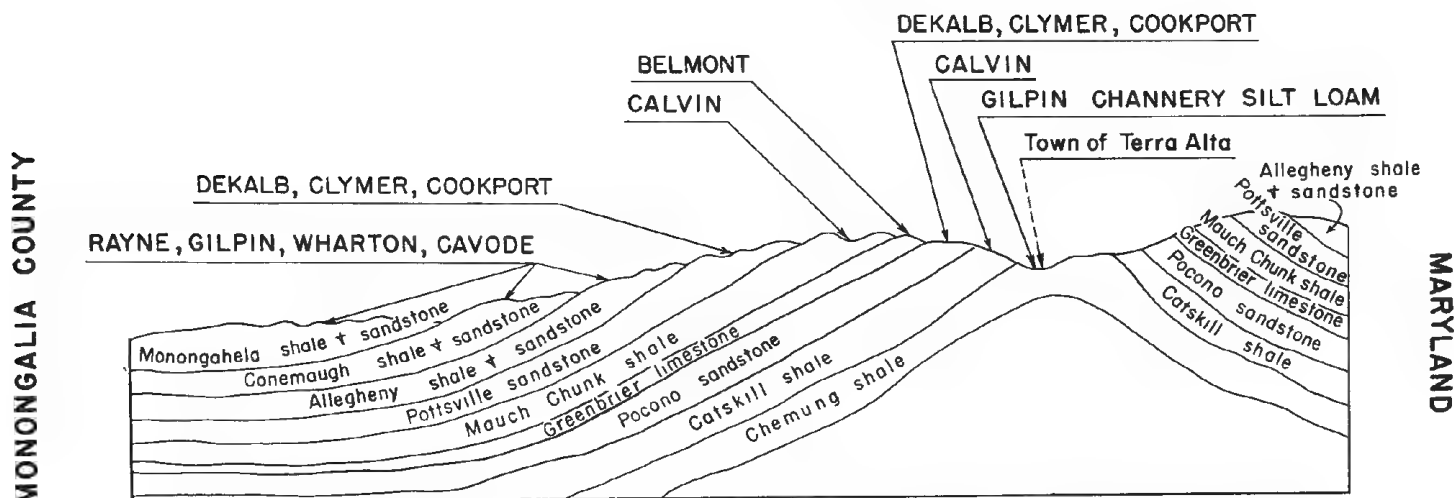 DEKALB, CLYMER, COOKPORT
BELMONT
CALVIN
CALVIN
GILPIN CHANNERY SILT LOAM
Town of Terra Alta
DEKALB, CLYMER, COOKPORT
RAYNE, GILPIN, WHARTON, CAVODE
MONONGALIA COUNTY
MARYLAND
Monongahela shale + sandstone
Conemaugh shale + sandstone
Allegheny shale + sandstone
Pottsville sandstone
Mauch Chunk shale
Greenbrier limestone
Pocono sandstone
Catskill shale
Chemung shale
Allegheny shale
+ sandstone
Pottsville
sandstone
Mauch Chunk shale
Greenbrier limestone
Pocono sandstone
Catskill shale